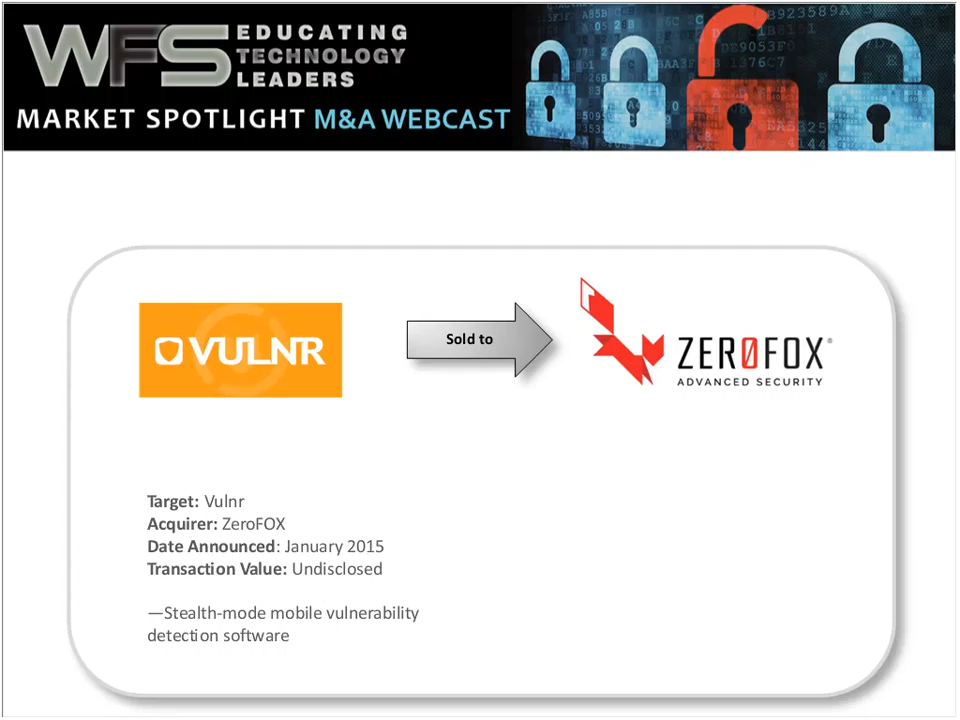 WFS EDUCATING
TECHNOLOGY
LEADERS
MARKET SPOTLIGHT M&A WEBCAST
VULNR
Sold to
ZERØFOX®
ADVANCED SECURITY
Target: Vulnr
Acquirer: ZeroFOX
Date Announced: January 2015
Transaction Value: Undisclosed
—Stealth-mode mobile vulnerability
detection software